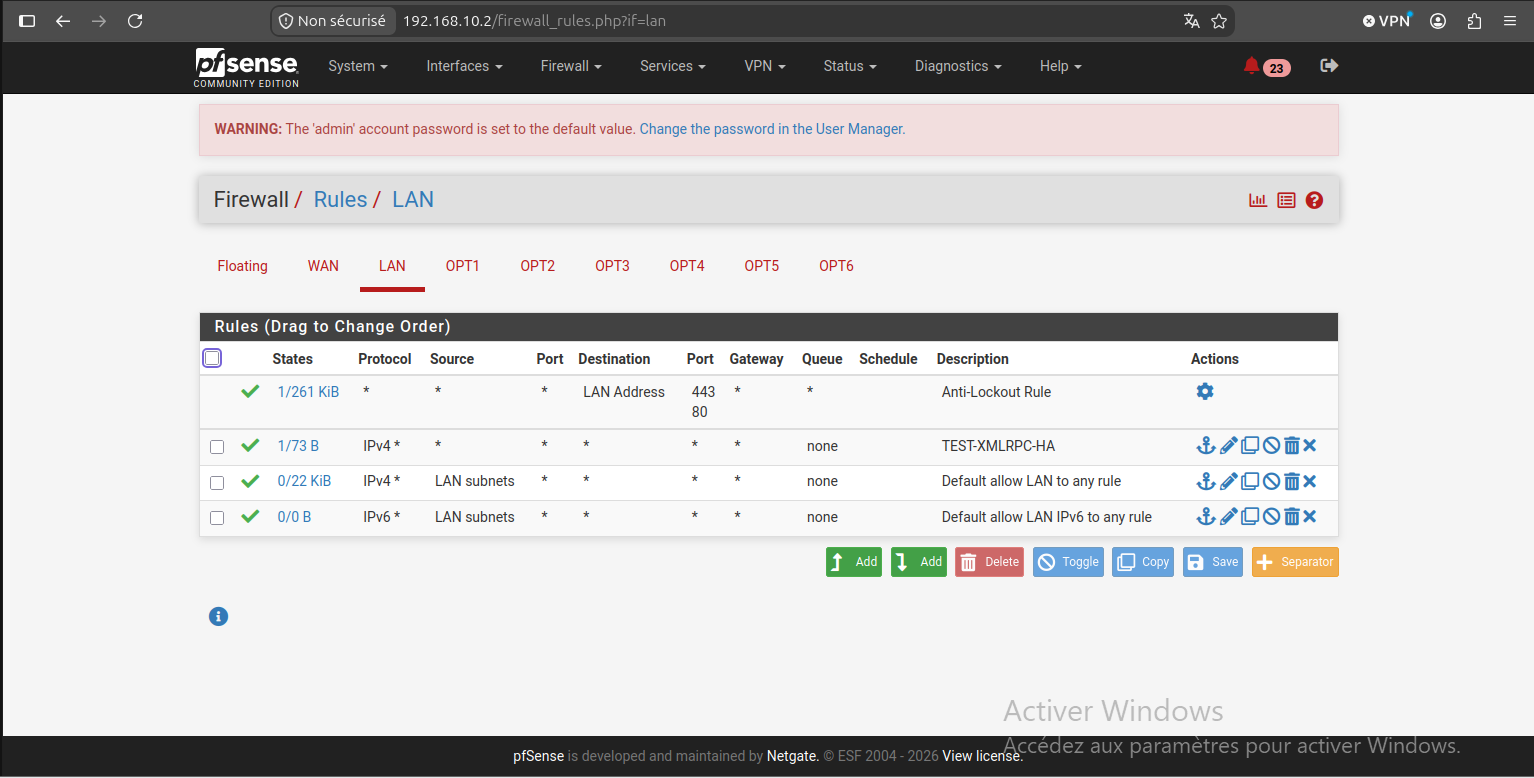 Non sécurisé 192.168.10.2/firewall_rules.php?if=lan VPN
pfsense COMMUNITY EDITION System Interfaces Firewall Services VPN Status Diagnostics Help 23
WARNING: The 'admin' account password is set to the default value. Change the password in the User Manager.
Firewall / Rules / LAN
Floating WAN LAN OPT1 OPT2 OPT3 OPT4 OPT5 OPT6
Rules (Drag to Change Order)
States Protocol Source Port Destination Port Gateway Queue Schedule Description Actions
1/261 KiB * * * LAN Address 443 * * Anti-Lockout Rule
80
1/73 B IPv4 * * * * * * none TEST-XMLRPC-HA
0/22 KiB IPv4 * LAN subnets * * * * none Default allow LAN to any rule
0/0 B IPv6 * LAN subnets * * * * none Default allow LAN IPv6 to any rule
Add Add Delete Toggle Copy Save Separator
Activer Windows
Accédez aux paramètres pour activer Windows.
pfSense is developed and maintained by Netgate. © ESF 2004 - 2026 View license.